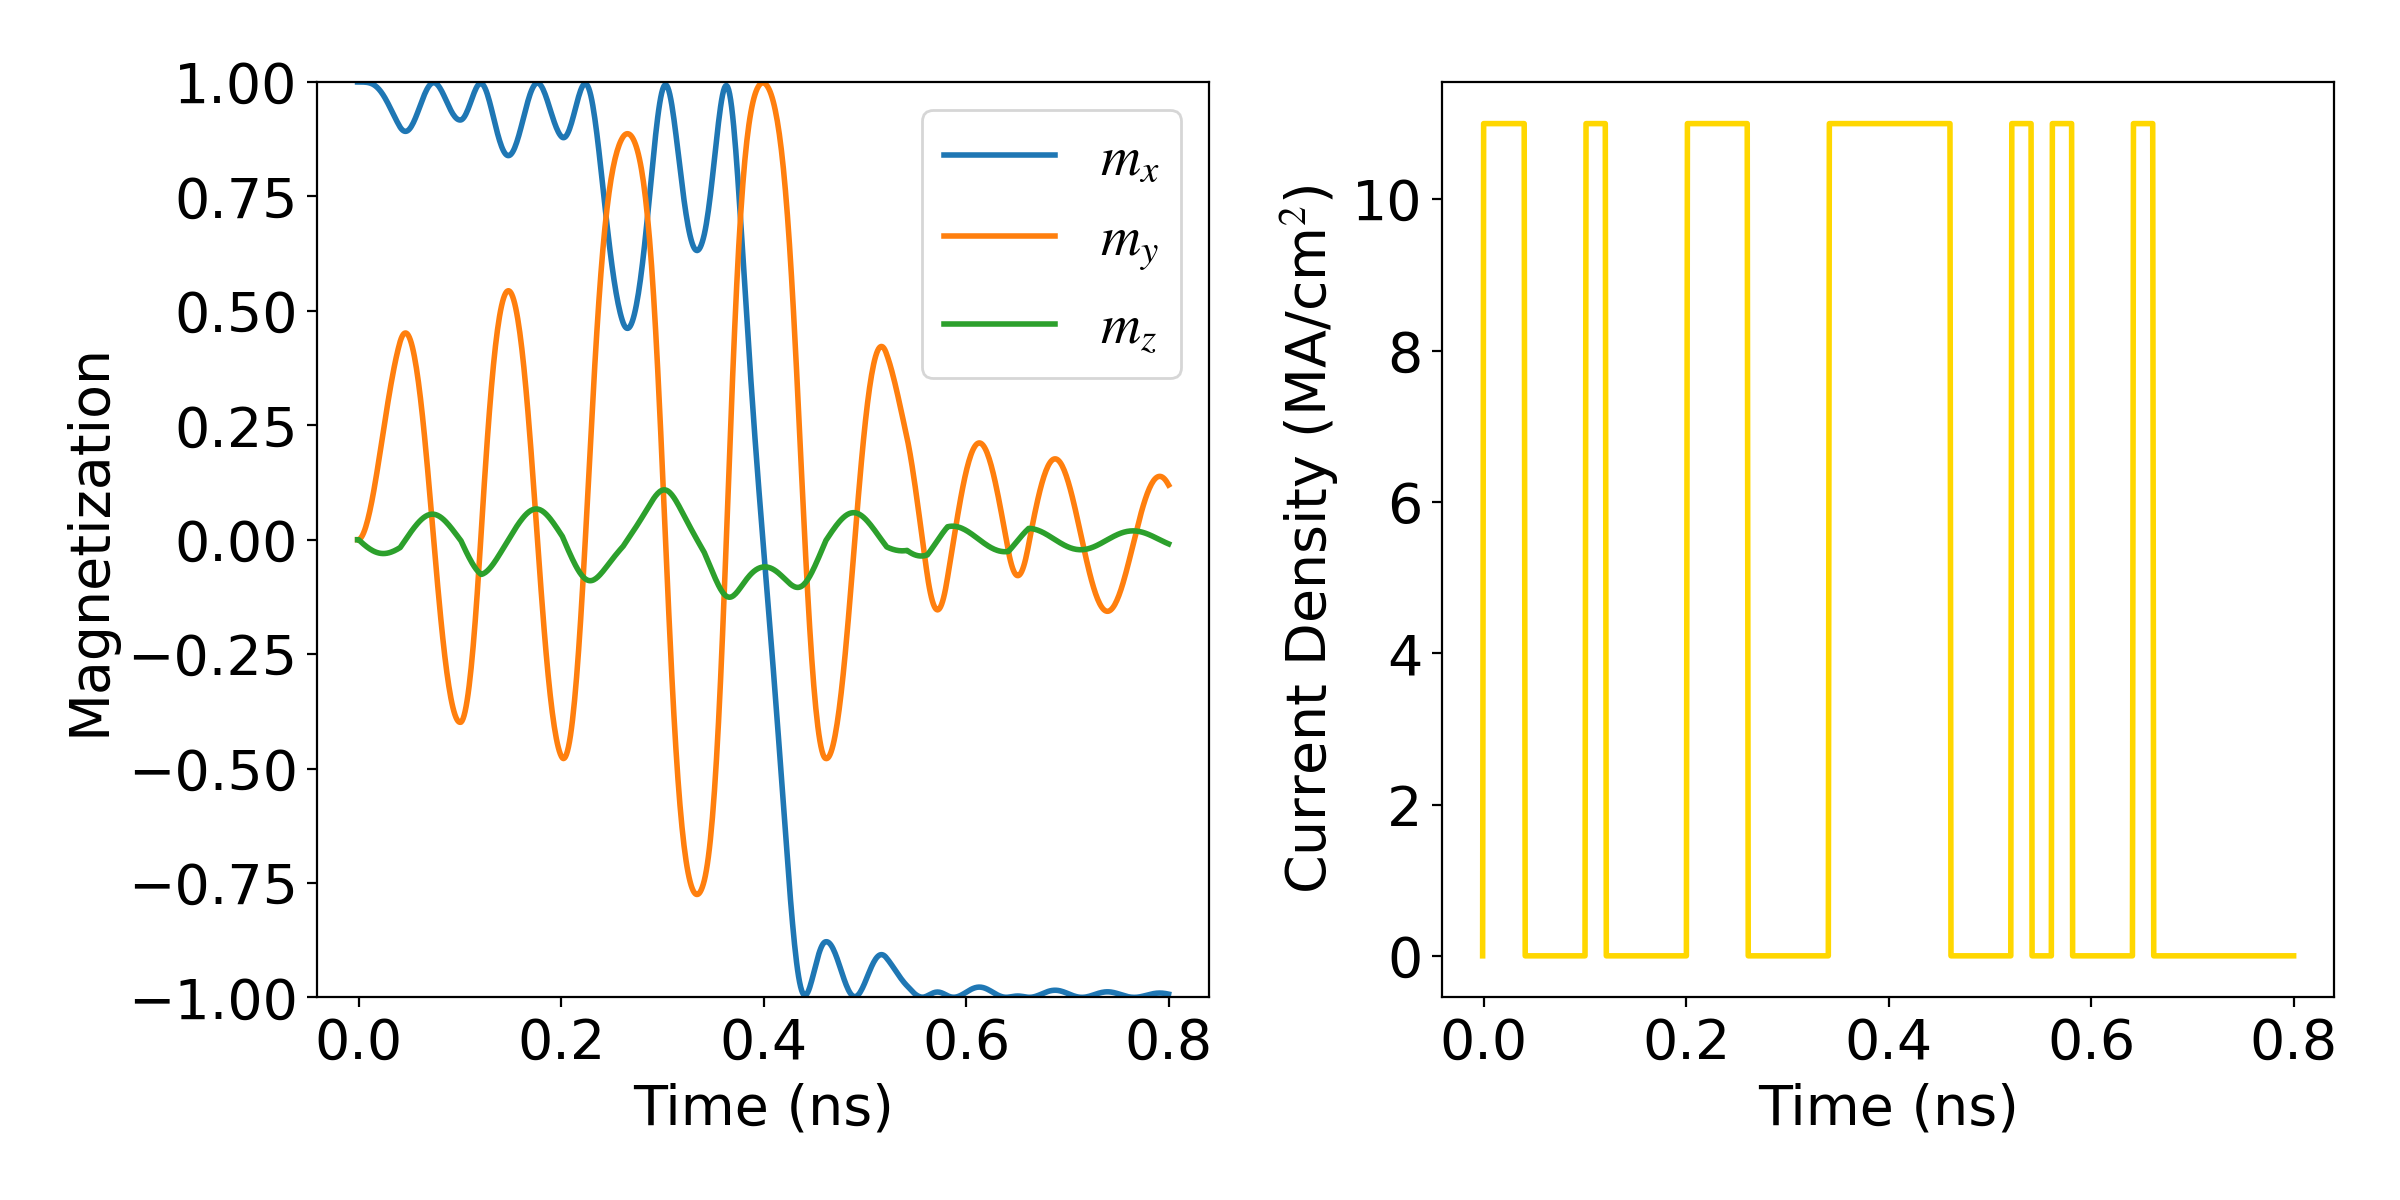 1.00
0.75
0.50
0.25
0.00
−0.25
−0.50
−0.75
−1.00
Magnetization
0.0 0.2 0.4 0.6 0.8
Time (ns)
m_x
m_y
m_z
10
8
6
4
2
0
Current Density (MA/cm²)
0.0 0.2 0.4 0.6 0.8
Time (ns)